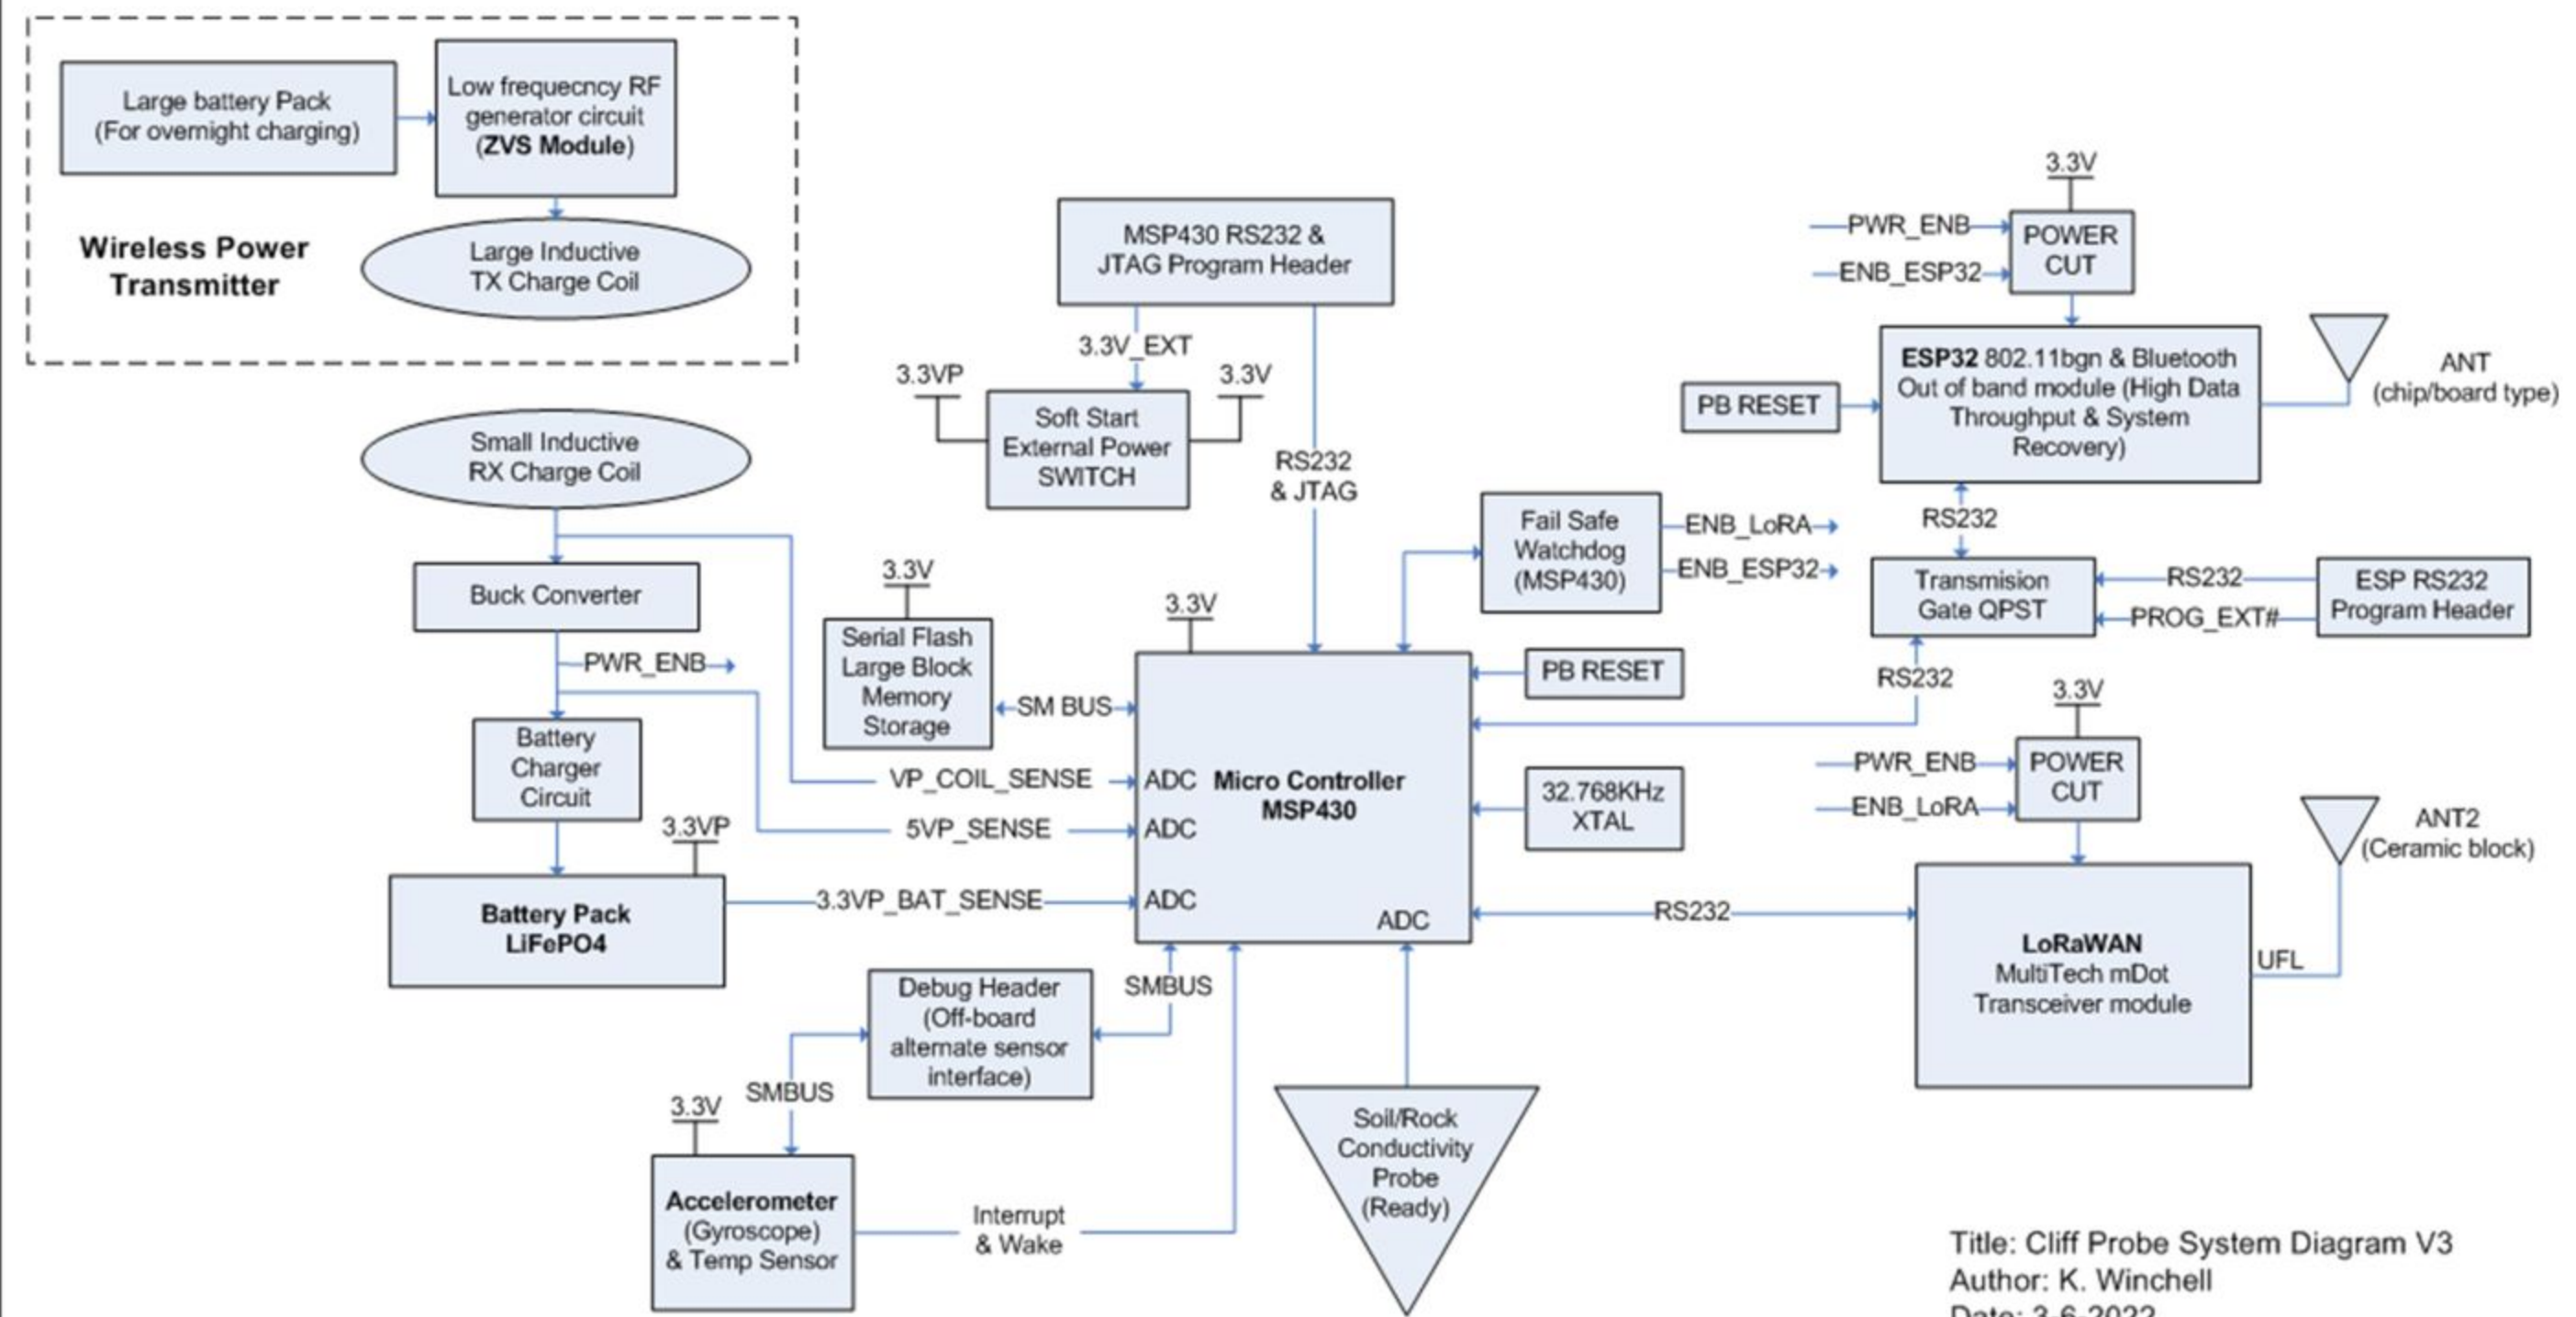 Large battery Pack
(For overnight charging)
Low frequecncy RF
generator circuit
(ZVS Module)
Wireless Power
Transmitter
Large Inductive
TX Charge Coil
Small Inductive
RX Charge Coil
Buck Converter
PWR_ENB
Battery
Charger
Circuit
3.3VP
Battery Pack
LiFePO4
MSP430 RS232 &
JTAG Program Header
3.3V_EXT
3.3VP
3.3V
Soft Start
External Power
SWITCH
RS232
& JTAG
3.3V
Serial Flash
Large Block
Memory
Storage
SM BUS
3.3V
VP_COIL_SENSE
5VP_SENSE
3.3VP_BAT_SENSE
ADC
ADC
ADC
ADC
Micro Controller
MSP430
Fail Safe
Watchdog
(MSP430)
ENB_LoRA
ENB_ESP32
PB RESET
32.768KHz
XTAL
RS232
Debug Header
(Off-board
alternate sensor
interface)
SMBUS
SMBUS
3.3V
Accelerometer
(Gyroscope)
& Temp Sensor
Interrupt
& Wake
Soil/Rock
Conductivity
Probe
(Ready)
3.3V
PWR_ENB
ENB_ESP32
POWER
CUT
PB RESET
ESP32 802.11bgn & Bluetooth
Out of band module (High Data
Throughput & System
Recovery)
ANT
(chip/board type)
RS232
Transmision
Gate QPST
RS232
PROG_EXT#
ESP RS232
Program Header
RS232
3.3V
PWR_ENB
ENB_LoRA
POWER
CUT
ANT2
(Ceramic block)
LoRaWAN
MultiTech mDot
Transceiver module
UFL
Title: Cliff Probe System Diagram V3
Author: K. Winchell
Date: 3-6-2022